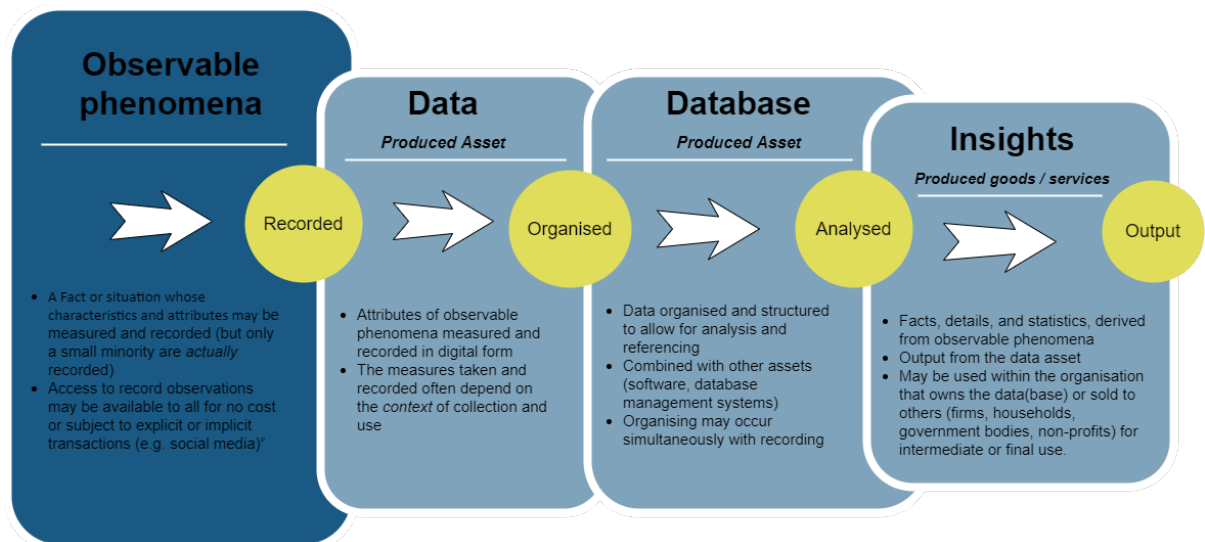 Observable
phenomena
Recorded
• A Fact or situation whose
characteristics and attributes may be
measured and recorded (but only
a small minority are actually
recorded)
• Access to record observations
may be available to all for no cost
or subject to explicit or implicit
transactions (e.g. social media)"
Data
Produced Asset
Organised
• Attributes of observable
phenomena measured and
recorded in digital form
• The measures taken and
recorded often depend on
the context of collection and
use
Database
Produced Asset
Analysed
• Data organised and structured
to allow for analysis and
referencing
• Combined with other assets
(software, database
management systems)
• Organising may occur
simultaneously with recording
Insights
Produced goods / services
Output
• Facts, details, and statistics, derived
from observable phenomena
• Output from the data asset
• May be used within the organisation
that owns the data(base) or sold to
others (firms, households,
government bodies, non-profits) for
intermediate or final use.